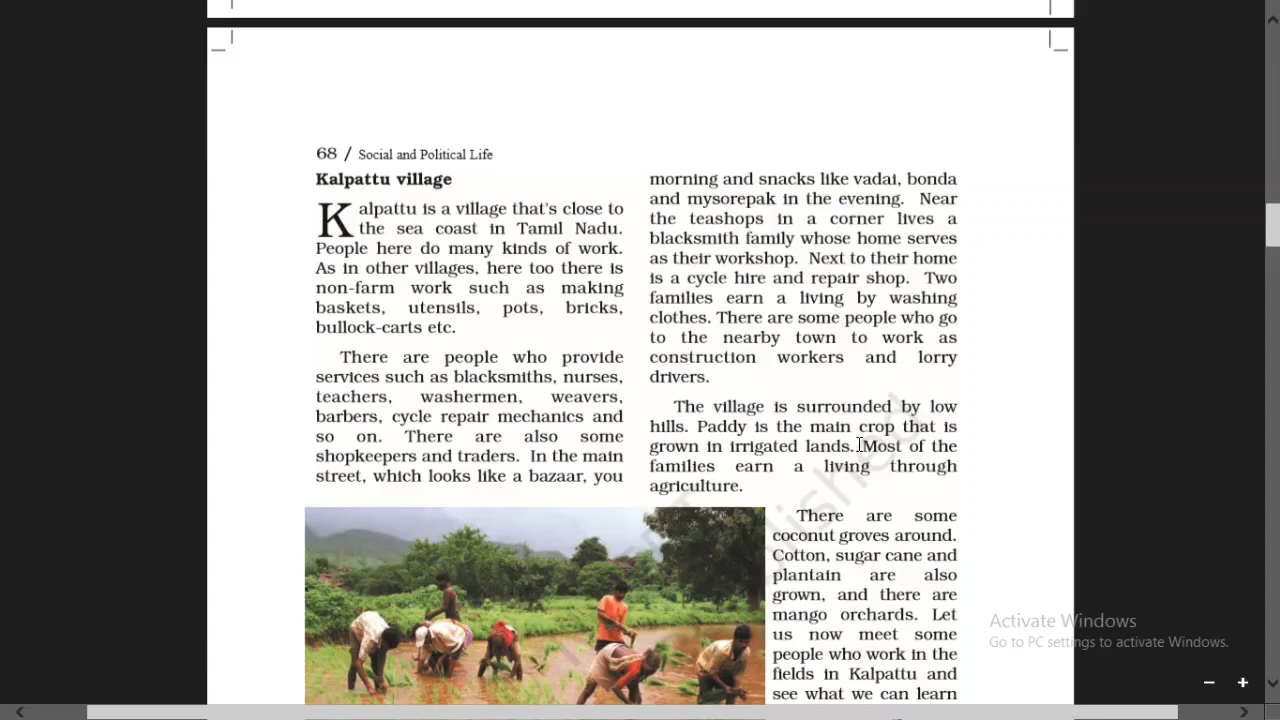 68 / Social and Political Life
Kalpattu village
Kalpattu is a village that's close to
the sea coast in Tamil Nadu.
People here do many kinds of work.
As in other villages, here too there is
non-farm work such as making
baskets, utensils, pots, bricks,
bullock-carts etc.
There are people who provide
services such as blacksmiths, nurses,
teachers, washermen, weavers,
barbers, cycle repair mechanics and
so on. There are also some
shopkeepers and traders. In the main
street, which looks like a bazaar, you
morning and snacks like vadai, bonda
and mysorepak in the evening. Near
the teashops in a corner lives a
blacksmith family whose home serves
as their workshop. Next to their home
is a cycle hire and repair shop. Two
families earn a living by washing
clothes. There are some people who go
to the nearby town to work as
construction workers and lorry
drivers.
The village is surrounded by low
hills. Paddy is the main crop that is
grown in irrigated lands. Most of the
families earn a living through
agriculture.
There are some
coconut groves around.
Cotton, sugar cane and
plantain are also
grown, and there are
mango orchards. Let
us now meet some
people who work in the
fields in Kalpattu and
see what we can learn
Activate Windows
Go to PC settings to activate Windows.